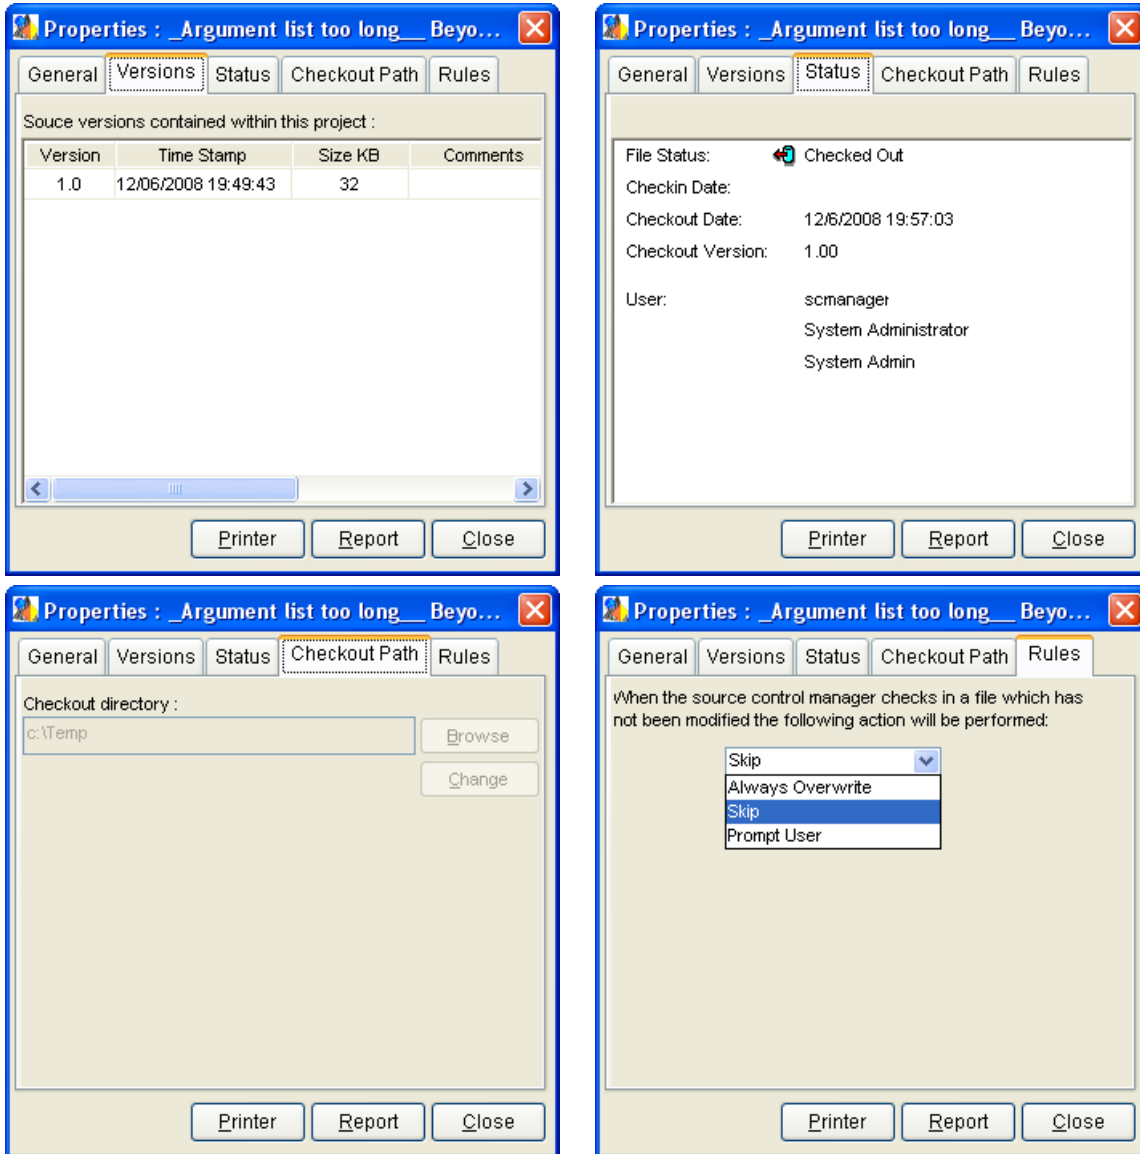 Properties : _Argument list too long__ Beyo...
General Versions Status Checkout Path Rules
Souce versions contained within this project :
Version Time Stamp Size KB Comments
1.0 12/06/2008 19:49:43 32
Printer Report Close
Properties : _Argument list too long__ Beyo...
General Versions Status Checkout Path Rules
File Status: Checked Out
Checkin Date:
Checkout Date: 12/6/2008 19:57:03
Checkout Version: 1.00
User: scmanager
System Administrator
System Admin
Printer Report Close
Properties : _Argument list too long__ Beyo...
General Versions Status Checkout Path Rules
Checkout directory :
c:\Temp Browse
Change
Printer Report Close
Properties : _Argument list too long__ Beyo...
General Versions Status Checkout Path Rules
When the source control manager checks in a file which has
not been modified the following action will be performed:
Skip
Always Overwrite
Skip
Prompt User
Printer Report Close